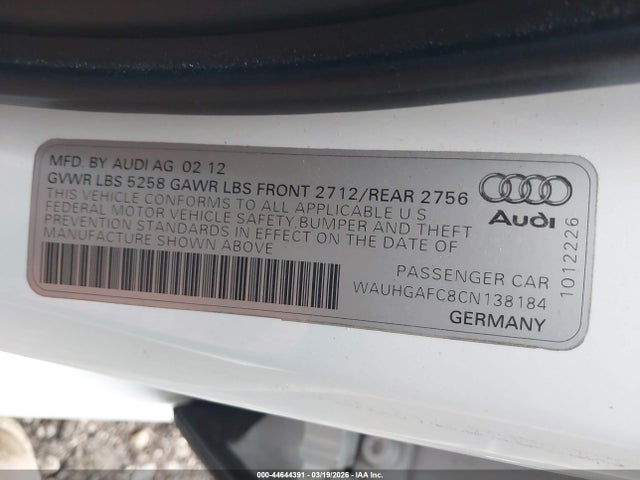 MFD. BY AUDI AG 02 12
GVWR LBS 5258 GAWR LBS FRONT 2712/REAR 2756
THIS VEHICLE CONFORMS TO ALL APPLICABLE U S
FEDERAL MOTOR VEHICLE SAFETY,BUMPER AND THEFT
PREVENTION STANDARDS IN EFFECT ON THE DATE OF
MANUFACTURE SHOWN ABOVE
Audi
PASSENGER CAR
WAUHGAFC8CN138184
GERMANY
1012226
000-44644391 | 03/19/2026 | IAA Inc.